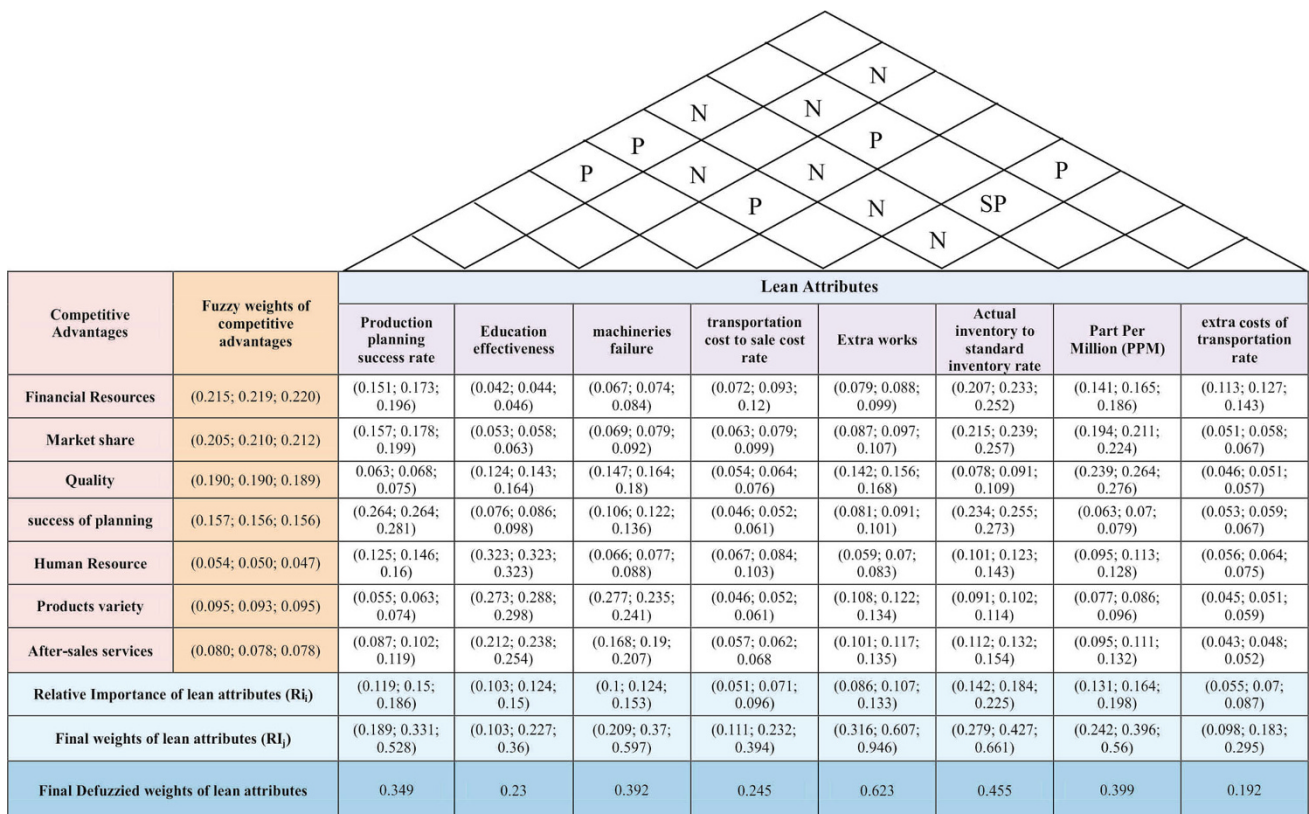 N
N
N
P
P
P
P
N
N
SP
P
N
N
Lean Attributes
Competitive
Advantages
Fuzzy weights of
competitive
advantages
Production
planning
success rate
Education
effectiveness
machineries
failure
transportation
cost to sale cost
rate
Extra works
Actual
inventory to
standard
inventory rate
Part Per
Million (PPM)
extra costs of
transportation
rate
Financial Resources
(0.215; 0.219; 0.220)
(0.151; 0.173;
0.196)
(0.042; 0.044;
0.046)
(0.067; 0.074;
0.084)
(0.072; 0.093;
0.12)
(0.079; 0.088;
0.099)
(0.207; 0.233;
0.252)
(0.141; 0.165;
0.186)
(0.113; 0.127;
0.143)
Market share
(0.205; 0.210; 0.212)
(0.157; 0.178;
0.199)
(0.053; 0.058;
0.063)
(0.069; 0.079;
0.092)
(0.063; 0.079;
0.099)
(0.087; 0.097;
0.107)
(0.215; 0.239;
0.257)
(0.194; 0.211;
0.224)
(0.051; 0.058;
0.067)
Quality
(0.190; 0.190; 0.189)
0.063; 0.068;
0.075)
(0.124; 0.143;
0.164)
(0.147; 0.164;
0.18)
(0.054; 0.064;
0.076)
(0.142; 0.156;
0.168)
(0.078; 0.091;
0.109)
(0.239; 0.264;
0.276)
(0.046; 0.051;
0.057)
success of planning
(0.157; 0.156; 0.156)
(0.264; 0.264;
0.281)
(0.076; 0.086;
0.098)
(0.106; 0.122;
0.136)
(0.046; 0.052;
0.061)
(0.081; 0.091;
0.101)
(0.234; 0.255;
0.273)
(0.063; 0.07;
0.079)
(0.053; 0.059;
0.067)
Human Resource
(0.054; 0.050; 0.047)
(0.125; 0.146;
0.16)
(0.323; 0.323;
0.323)
(0.066; 0.077;
0.088)
(0.067; 0.084;
0.103)
(0.059; 0.07;
0.083)
(0.101; 0.123;
0.143)
(0.095; 0.113;
0.128)
(0.056; 0.064;
0.075)
Products variety
(0.095; 0.093; 0.095)
(0.055; 0.063;
0.074)
(0.273; 0.288;
0.298)
(0.277; 0.235;
0.241)
(0.046; 0.052;
0.061)
(0.108; 0.122;
0.134)
(0.091; 0.102;
0.114)
(0.077; 0.086;
0.096)
(0.045; 0.051;
0.059)
After-sales services
(0.080; 0.078; 0.078)
(0.087; 0.102;
0.119)
(0.212; 0.238;
0.254)
(0.168; 0.19;
0.207)
(0.057; 0.062;
0.068
(0.101; 0.117;
0.135)
(0.112; 0.132;
0.154)
(0.095; 0.111;
0.132)
(0.043; 0.048;
0.052)
Relative Importance of lean attributes (Riᵢ)
(0.119; 0.15;
0.186)
(0.103; 0.124;
0.15)
(0.1; 0.124;
0.153)
(0.051; 0.071;
0.096)
(0.086; 0.107;
0.133)
(0.142; 0.184;
0.225)
(0.131; 0.164;
0.198)
(0.055; 0.07;
0.087)
Final weights of lean attributes (RIⱼ)
(0.189; 0.331;
0.528)
(0.103; 0.227;
0.36)
(0.209; 0.37;
0.597)
(0.111; 0.232;
0.394)
(0.316; 0.607;
0.946)
(0.279; 0.427;
0.661)
(0.242; 0.396;
0.56)
(0.098; 0.183;
0.295)
Final Defuzzied weights of lean attributes
0.349
0.23
0.392
0.245
0.623
0.455
0.399
0.192